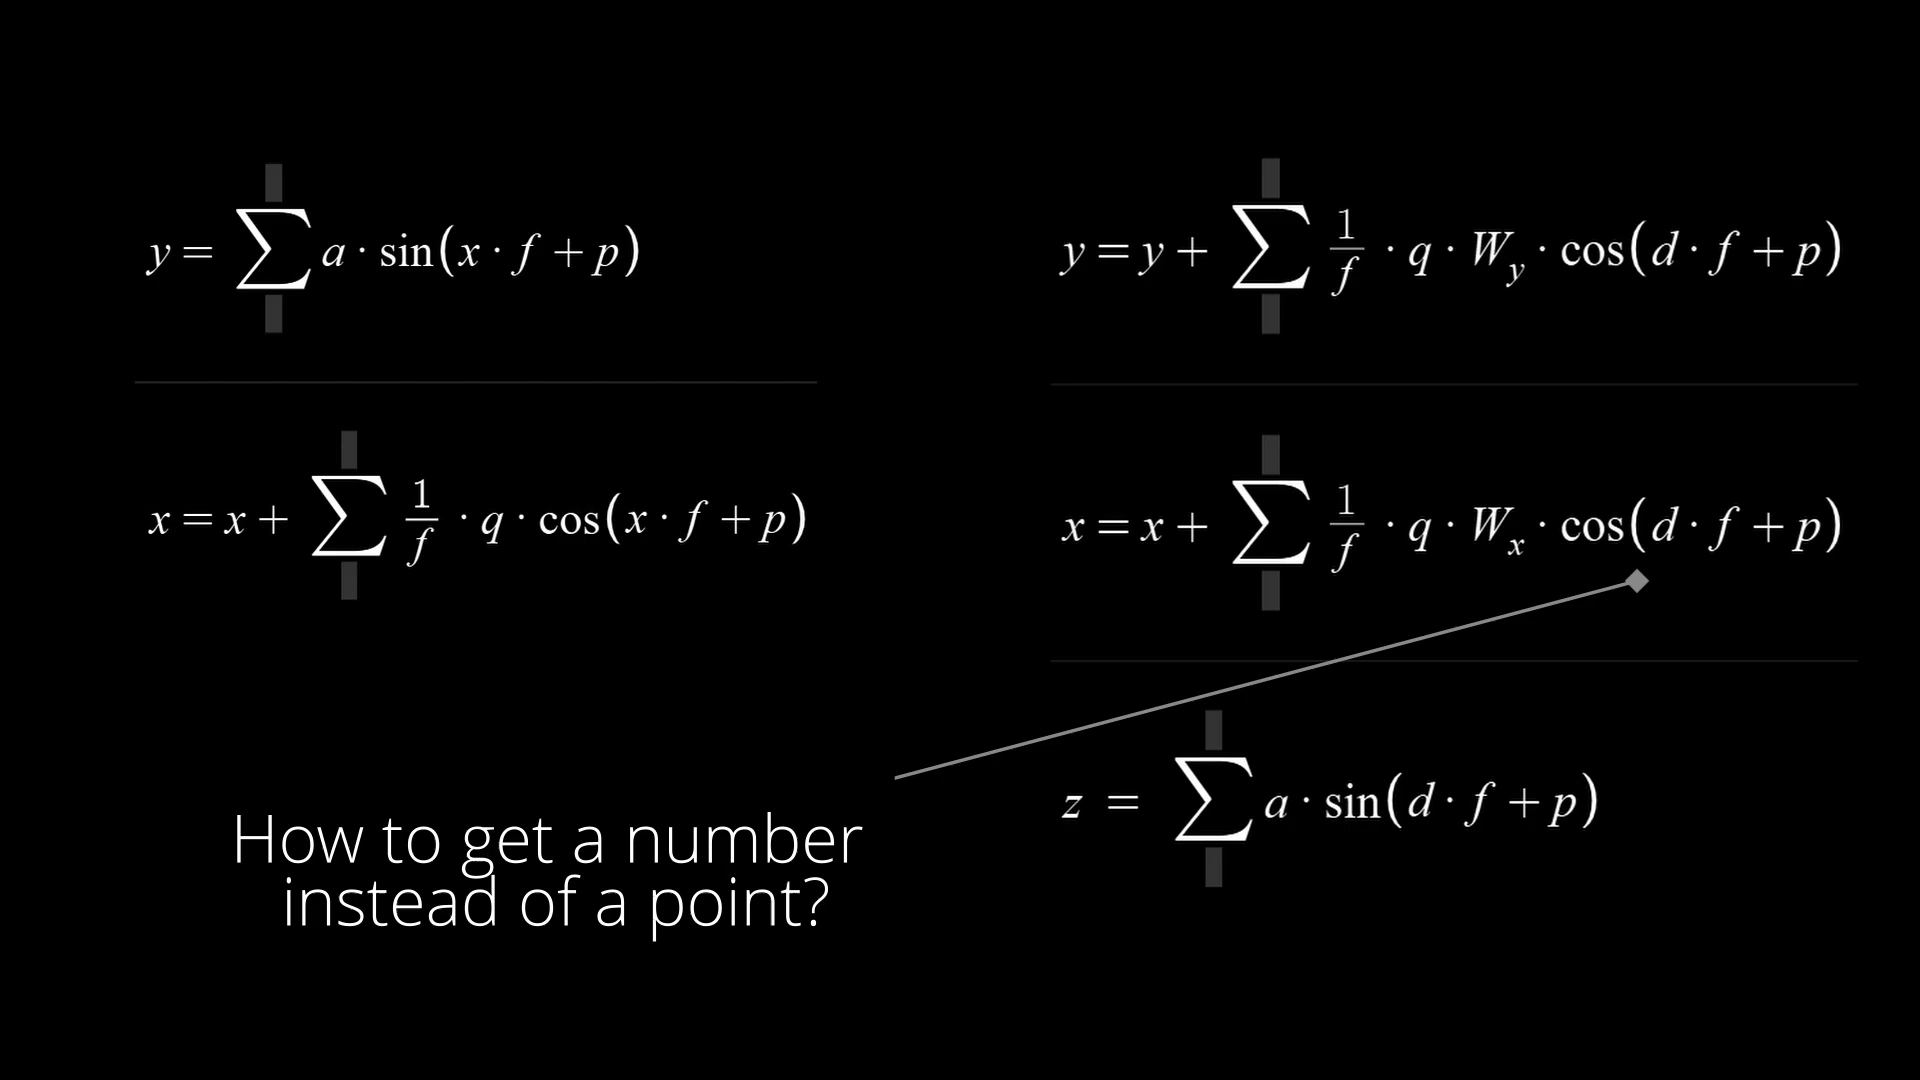 y = ∑ a · sin(x · f + p)
x = x + ∑ 1/f · q · cos(x · f + p)
y = y + ∑ 1/f · q · W_y · cos(d · f + p)
x = x + ∑ 1/f · q · W_x · cos(d · f + p)
z = ∑ a · sin(d · f + p)
How to get a number
instead of a point?